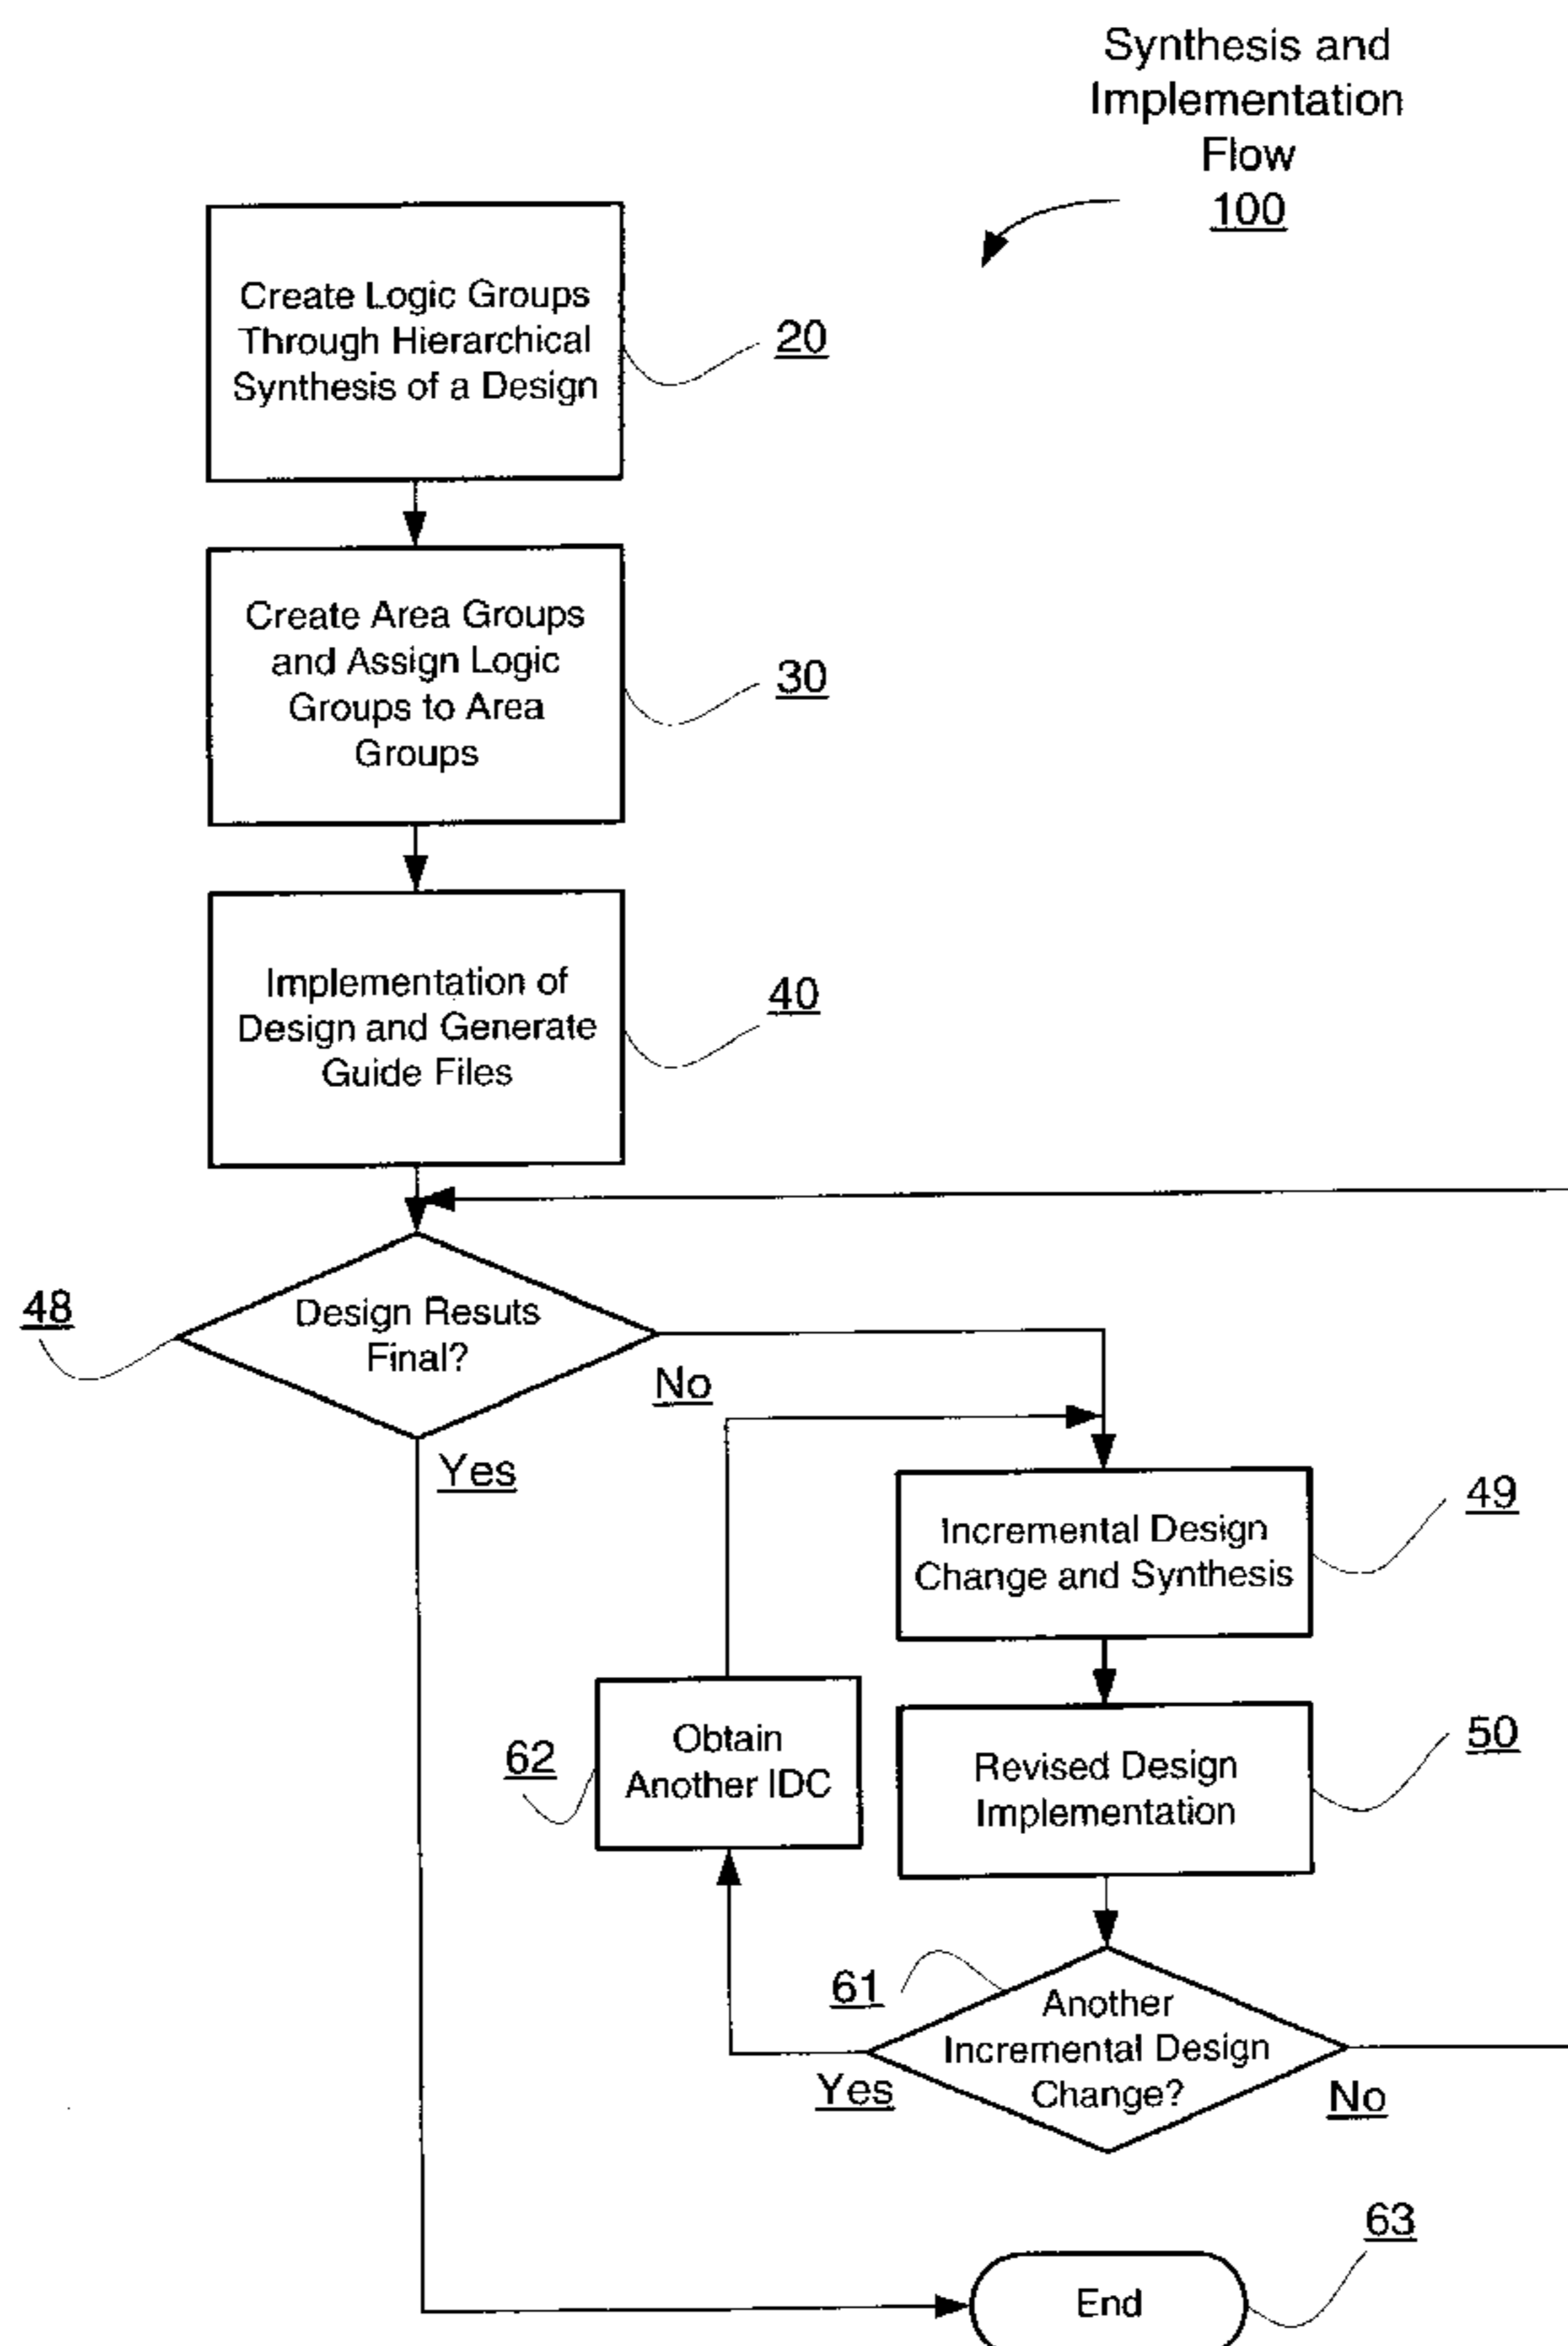 Synthesis and
Implementation
Flow
100
Create Logic Groups
Through Hierarchical
Synthesis of a Design
20
Create Area Groups
and Assign Logic
Groups to Area
Groups
30
Implementation of
Design and Generate
Guide Files
40
48
Design Resuts
Final?
No
Yes
Incremental Design
Change and Synthesis
49
Revised Design
Implementation
50
Obtain
Another IDC
62
61
Another
Incremental Design
Change?
Yes
No
End
63